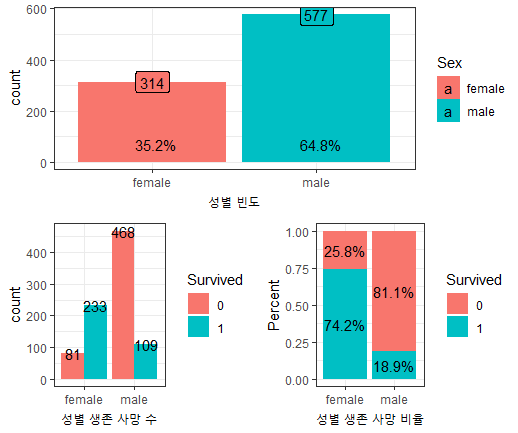 600
400
200
0
count
577
314
35.2%
64.8%
female
male
성별 빈도
Sex
a female
a male
400
300
200
100
0
count
468
233
81
109
female
male
성별 생존 사망 수
Survived
0
1
1.00
0.75
0.50
0.25
0.00
Percent
25.8%
81.1%
74.2%
18.9%
female
male
성별 생존 사망 비율
Survived
0
1